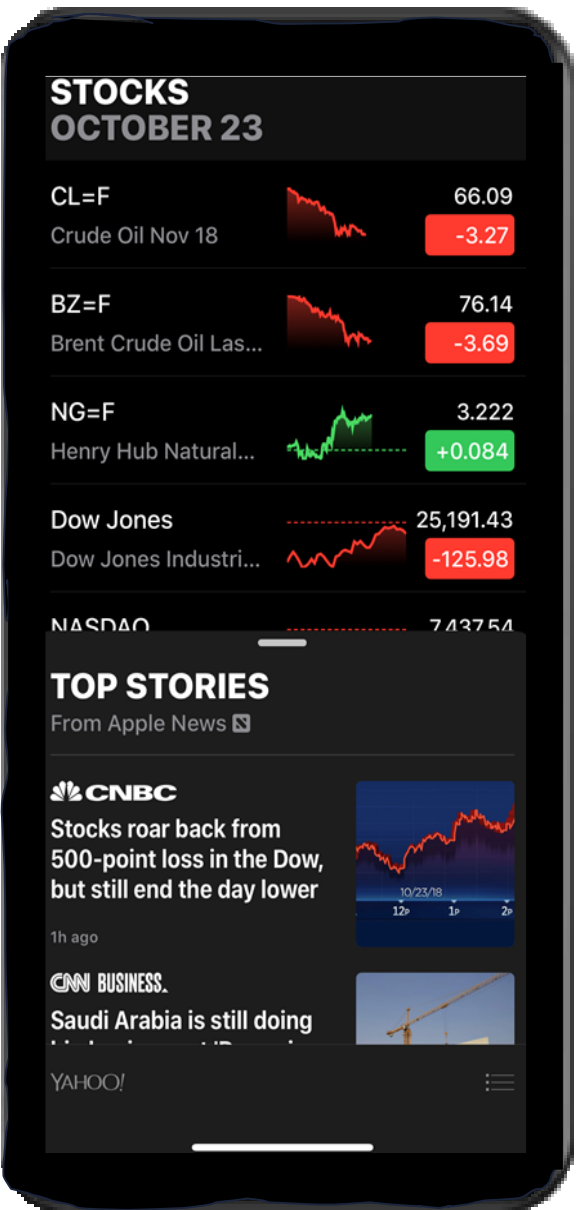 STOCKS
OCTOBER 23
CL=F
66.09
Crude Oil Nov 18
-3.27
BZ=F
76.14
Brent Crude Oil Las...
-3.69
NG=F
3.222
Henry Hub Natural...
+0.084
Dow Jones
25,191.43
Dow Jones Industri...
-125.98
NASDAQ
7,437.54
TOP STORIES
From Apple News
CNBC
Stocks roar back from
500-point loss in the Dow,
but still end the day lower
10/23/18
12P 1P 2P
1h ago
CNN BUSINESS.
Saudi Arabia is still doing
YAHOO!